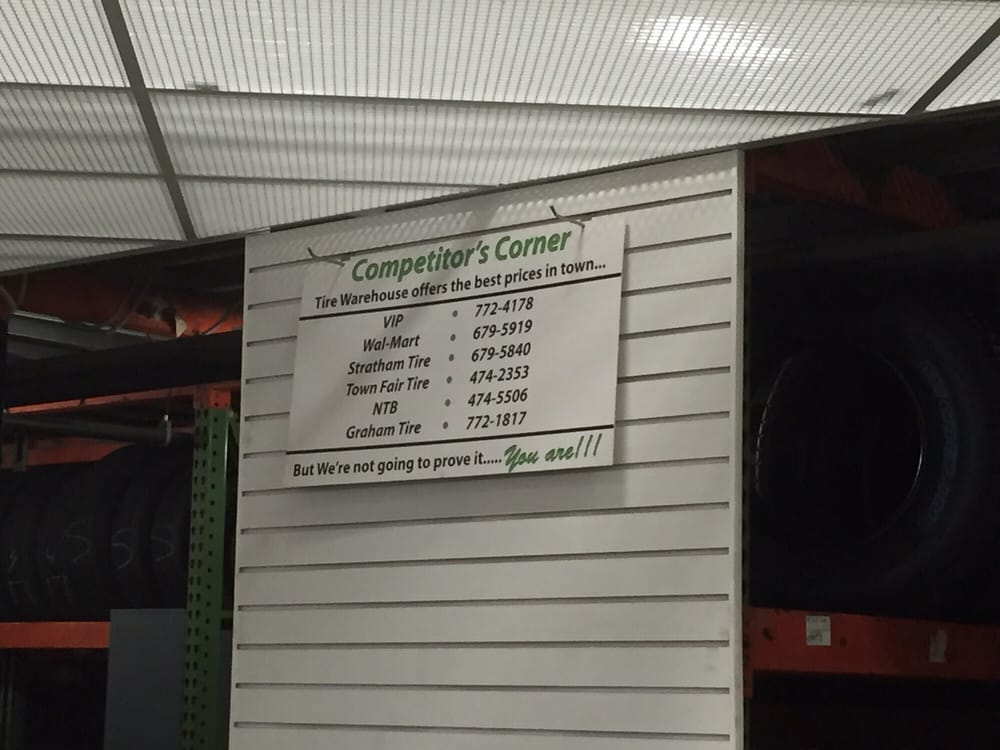 Competitor's Corner
Tire Warehouse offers the best prices in town...
VIP • 772-4178
Wal-Mart • 679-5919
Stratham Tire • 679-5840
Town Fair Tire • 474-2353
NTB • 474-5506
Graham Tire • 772-1817
But We're not going to prove it.....You are!!!